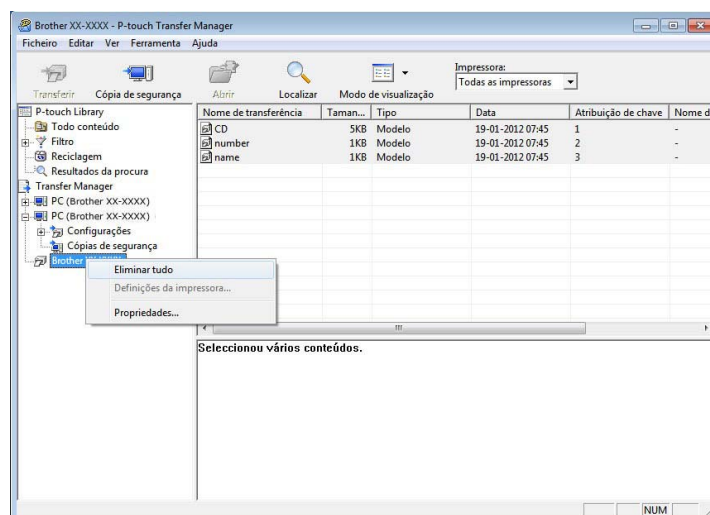 Brother XX-XXXX - P-touch Transfer Manager
Ficheiro Editar Ver Ferramenta Ajuda
Transferir Cópia de segurança Abrir Localizar Modo de visualização
Impressora:
Todas as impressoras
P-touch Library
Todo conteúdo
Filtro
Reciclagem
Resultados da procura
Transfer Manager
PC (Brother XX-XXXX)
PC (Brother XX-XXXX)
Configurações
Cópias de segurança
Brother
Eliminar tudo
Definições da impressora...
Propriedades...
Nome de transferência Taman... Tipo Data Atribuição de chave Nome d
CD 5KB Modelo 19-01-2012 07:45 1 -
number 1KB Modelo 19-01-2012 07:45 2 -
name 1KB Modelo 19-01-2012 07:45 3 -
Seleccionou vários conteúdos.
NUM